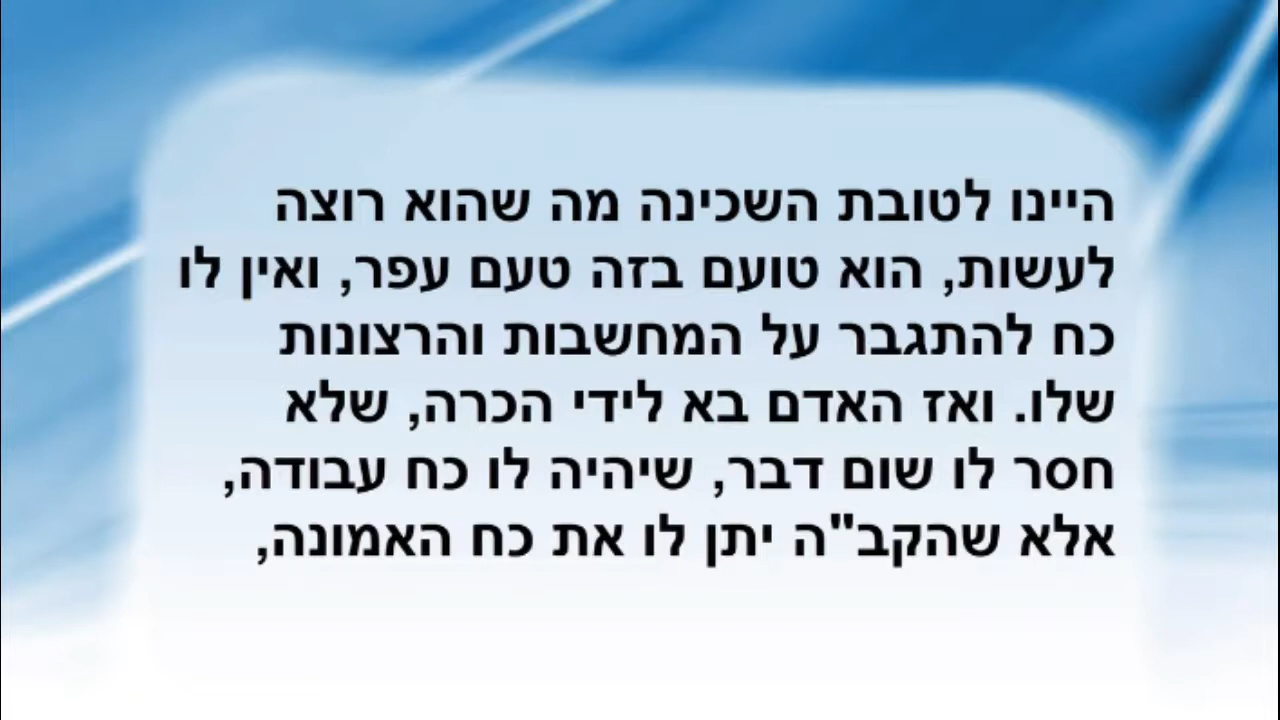 היינו לטובת השכינה מה שהוא רוצה
לעשות, הוא טועם בזה טעם עפר, ואין לו
כח להתגבר על המחשבות והרצונות
שלו. ואז האדם בא לידי הכרה, שלא
חסר לו שום דבר, שיהיה לו כח עבודה,
אלא שהקב"ה יתן לו את כח האמונה,